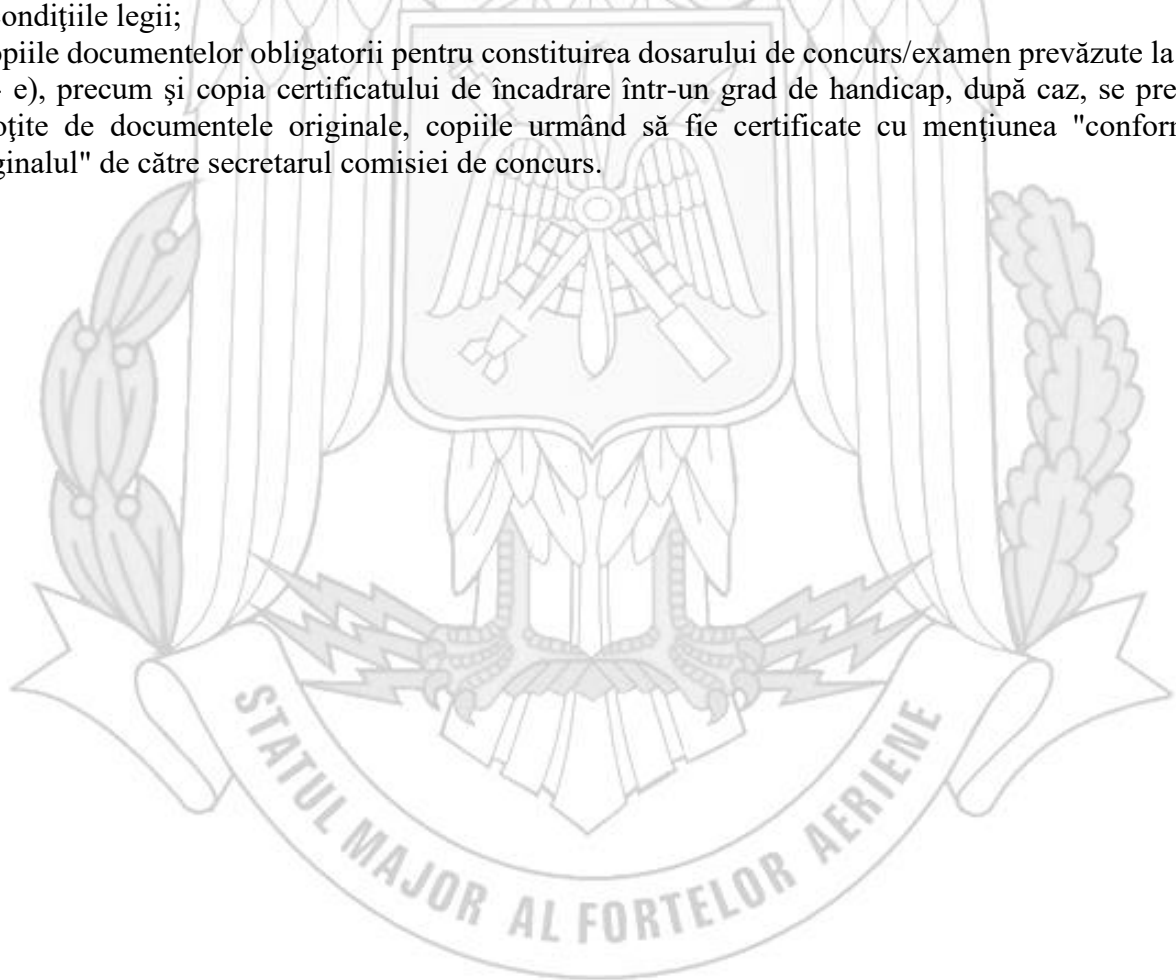 ondiţiile legii;
opiile documentelor obligatorii pentru constituirea dosarului de concurs/examen prevăzute la
e), precum şi copia certificatului de încadrare într-un grad de handicap, după caz, se pre
oţite de documentele originale, copiile urmând să fie certificate cu menţiunea "conform
ginalul" de către secretarul comisiei de concurs.
STATUL MAJOR AL FORTELOR AERIENE